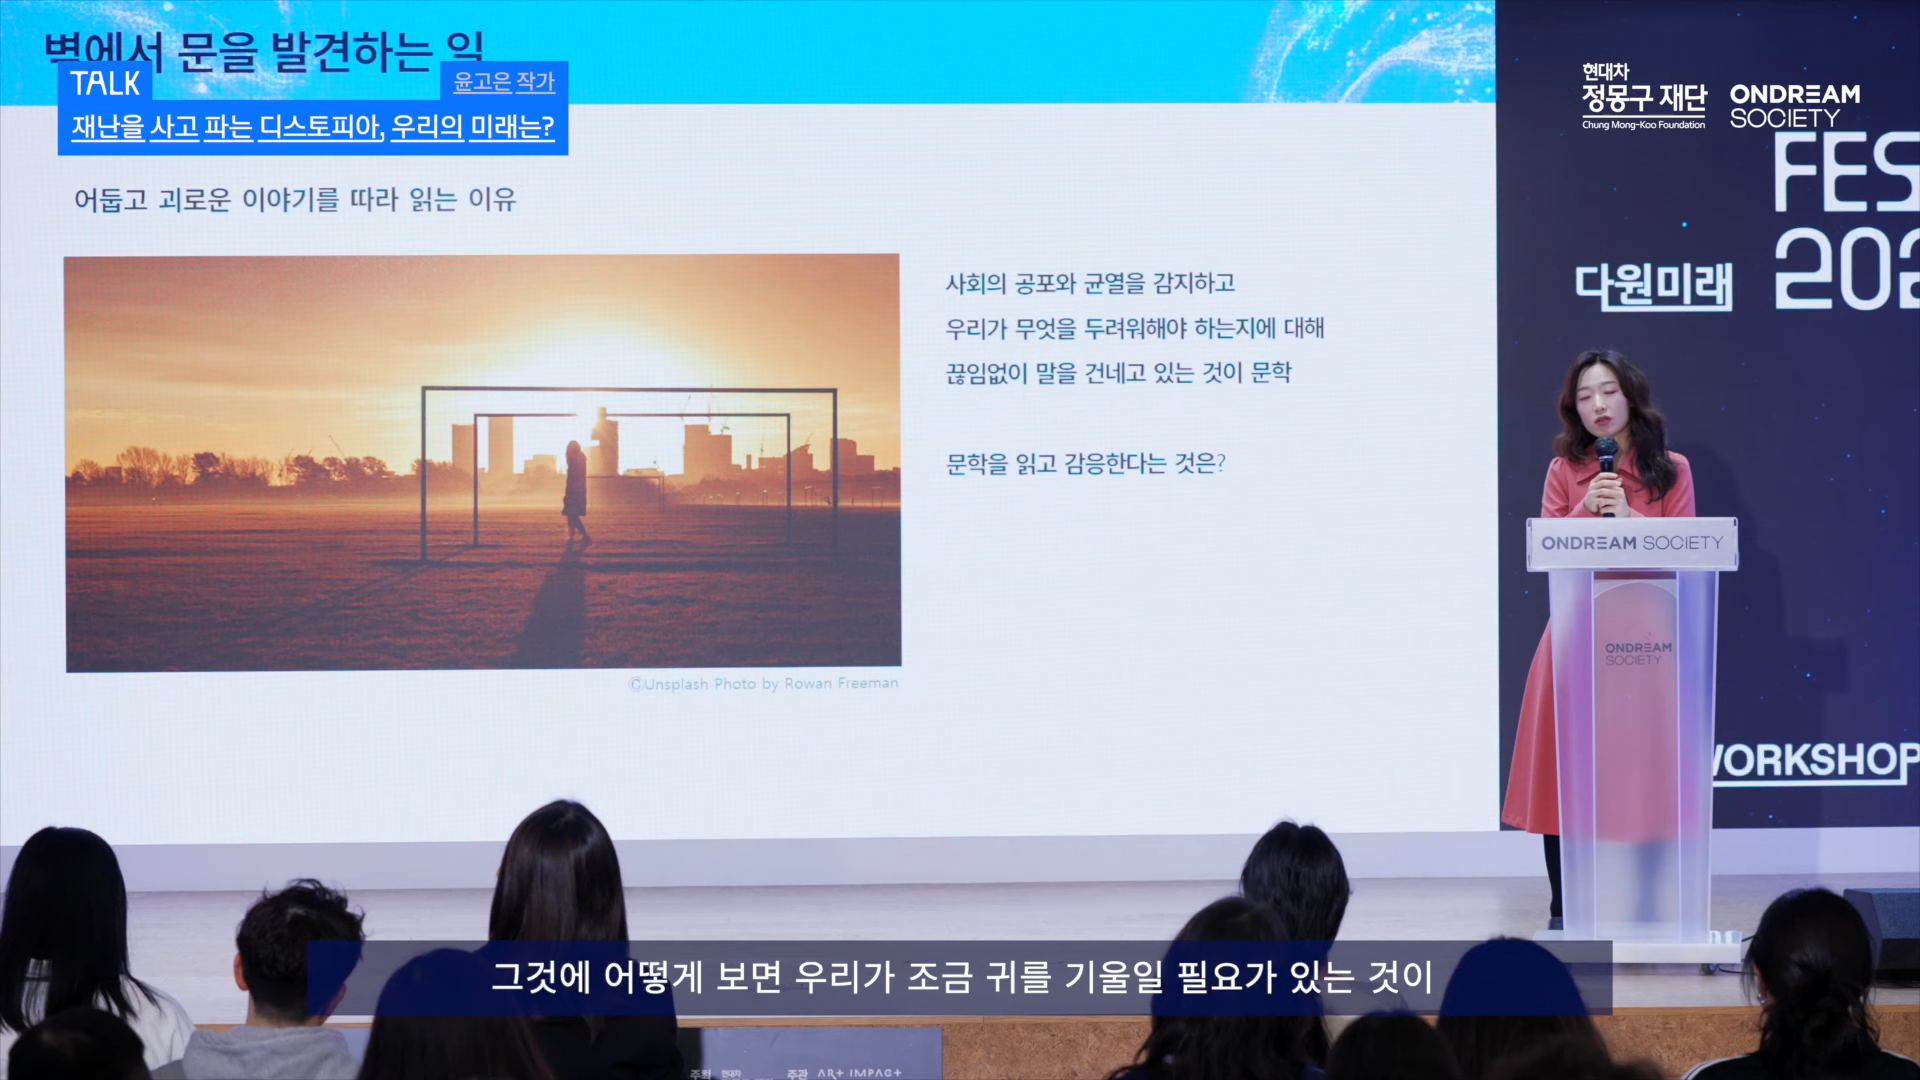 벽에서 문을 발견하는 일
TALK
윤고은 작가
재난을 사고 파는 디스토피아, 우리의 미래는?
어둡고 괴로운 이야기를 따라 읽는 이유
사회의 공포와 균열을 감지하고
우리가 무엇을 두려워해야 하는지에 대해
끊임없이 말을 건네고 있는 것이 문학
문학을 읽고 감응한다는 것은?
©Unsplash Photo by Rowan Freeman
현대차
정몽구 재단
Chung Mong-Koo Foundation
ONDREAM
SOCIETY
FES
202
다원미래
ONDREAM SOCIETY
ONDREAM
SOCIETY
WORKSHOP
그것에 어떻게 보면 우리가 조금 귀를 기울일 필요가 있는 것이
주최
주관 ART IMPACT